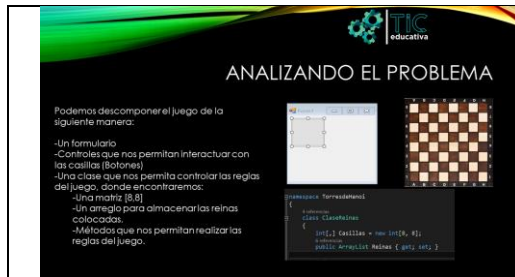 TIC
educativa
ANALIZANDO EL PROBLEMA
Podemos descomponer el juego de la
siguiente manera:
-Un formulario
-Controles que nos permitan interactuar con
las casillas (Botones)
-Una clase que nos permita controlar las reglas
del juego, donde encontraremos:
-Una matriz [8,8]
-Un arreglo para almacenar las reinas
colocadas.
-Métodos que nos permitan realizar las
reglas del juego.
namespace TorresdeHanoi
{
class ClaseReinas
{
int[,] Casillas = new int[8, 8];
public ArrayList Reinas { get; set; }